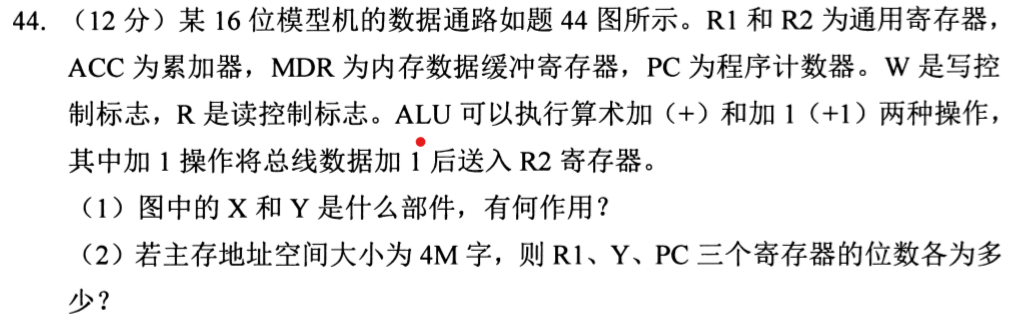 44. （12 分）某 16 位模型机的数据通路如题 44 图所示。R1 和 R2 为通用寄存器，
ACC 为累加器，MDR 为内存数据缓冲寄存器，PC 为程序计数器。W 是写控
制标志，R 是读控制标志。ALU 可以执行算术加（+）和加 1（+1）两种操作，
其中加 1 操作将总线数据加 1 后送入 R2 寄存器。
（1）图中的 X 和 Y 是什么部件，有何作用？
（2）若主存地址空间大小为 4M 字，则 R1、Y、PC 三个寄存器的位数各为多
少？